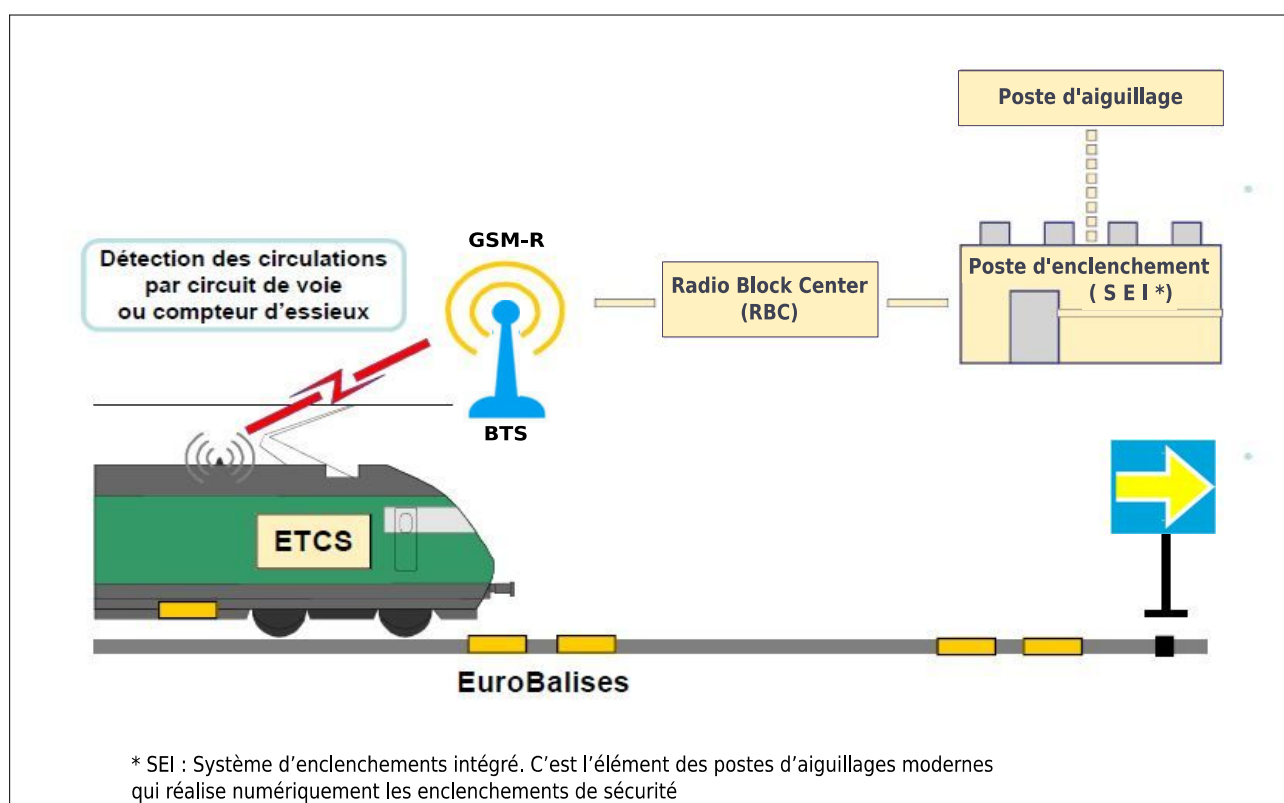 Poste d'aiguillage
GSM-R
Détection des circulations
par circuit de voie
ou compteur d’essieux
Radio Block Center
(RBC)
Poste d'enclenchement
( S E I *)
BTS
ETCS
EuroBalises
* SEI : Système d’enclenchements intégré. C’est l’élément des postes d’aiguillages modernes
qui réalise numériquement les enclenchements de sécurité